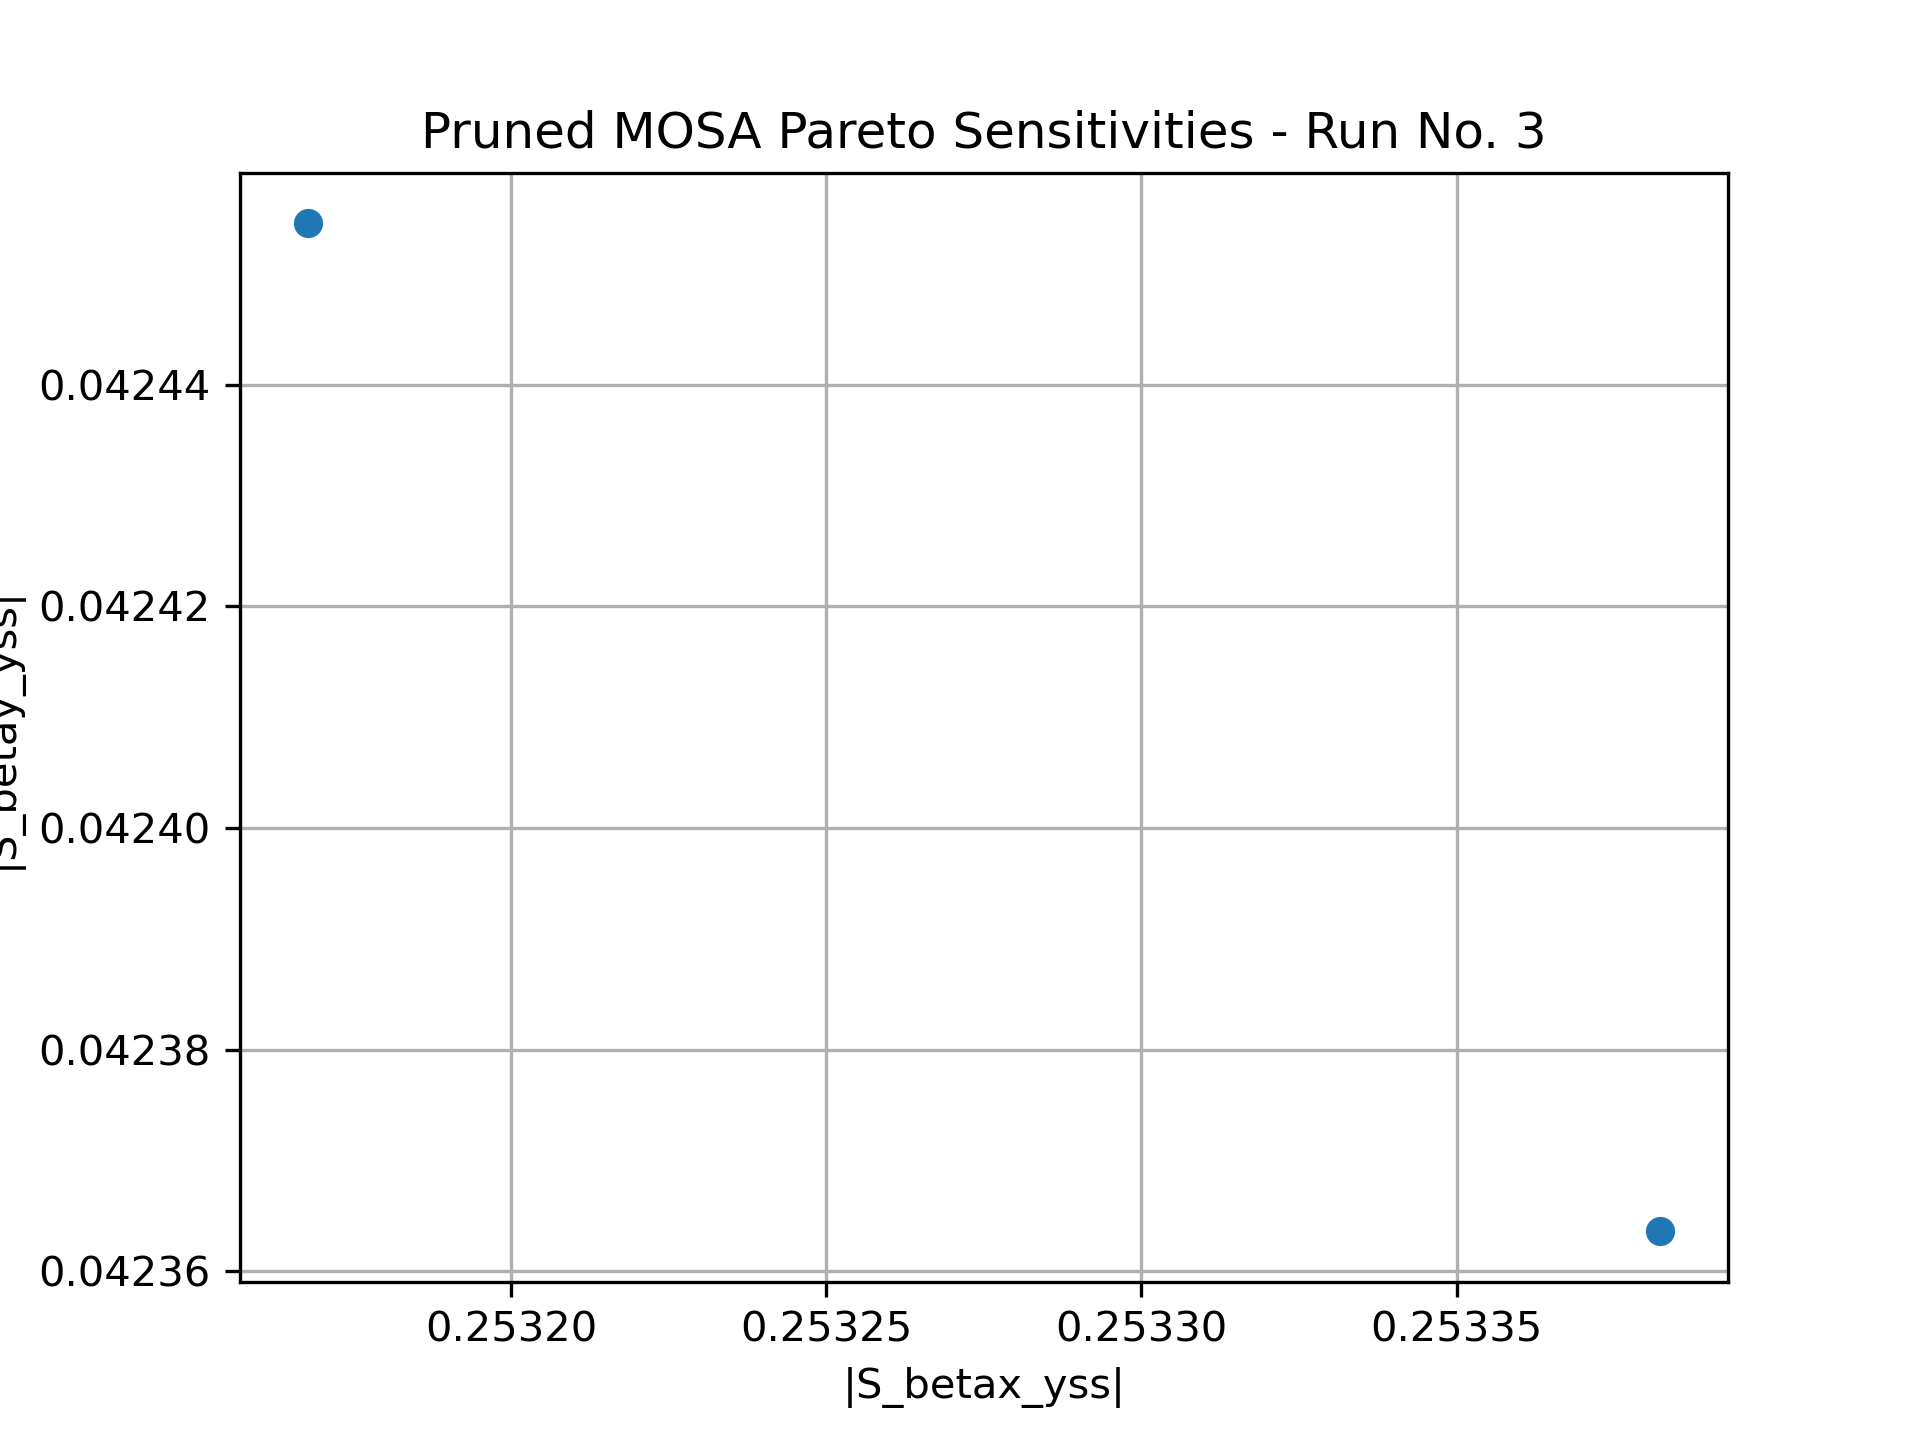 Pruned MOSA Pareto Sensitivities - Run No. 3
|S_betay_yss|
0.04244
0.04242
0.04240
0.04238
0.04236
0.25320 0.25325 0.25330 0.25335
|S_betax_yss|